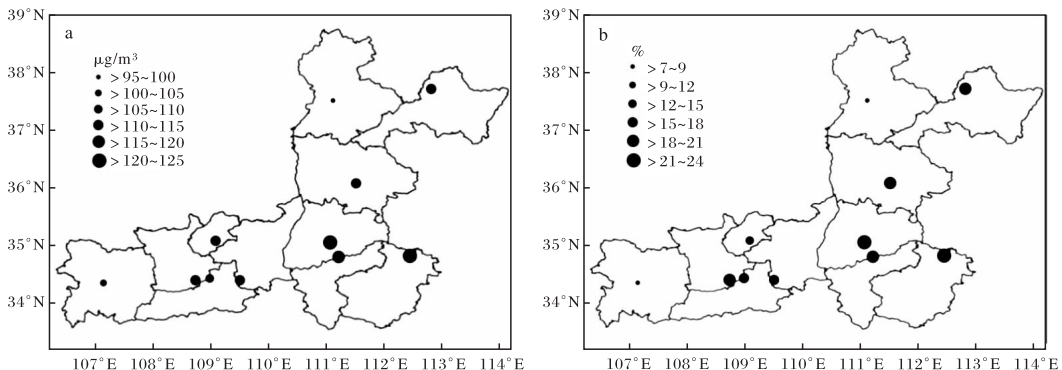 a
μg/m³
>95~100
>100~105
>105~110
>110~115
>115~120
>120~125
39°N
38°N
37°N
36°N
35°N
34°N
107°E 108°E 109°E 110°E 111°E 112°E 113°E 114°E
b
%
>7~9
>9~12
>12~15
>15~18
>18~21
>21~24
39°N
38°N
37°N
36°N
35°N
34°N
107°E 108°E 109°E 110°E 111°E 112°E 113°E 114°E